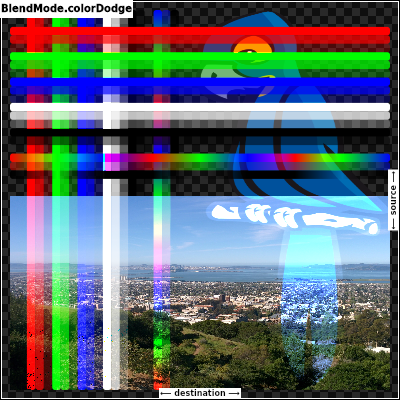 BlendMode.colorDodge
← source →
← destination →